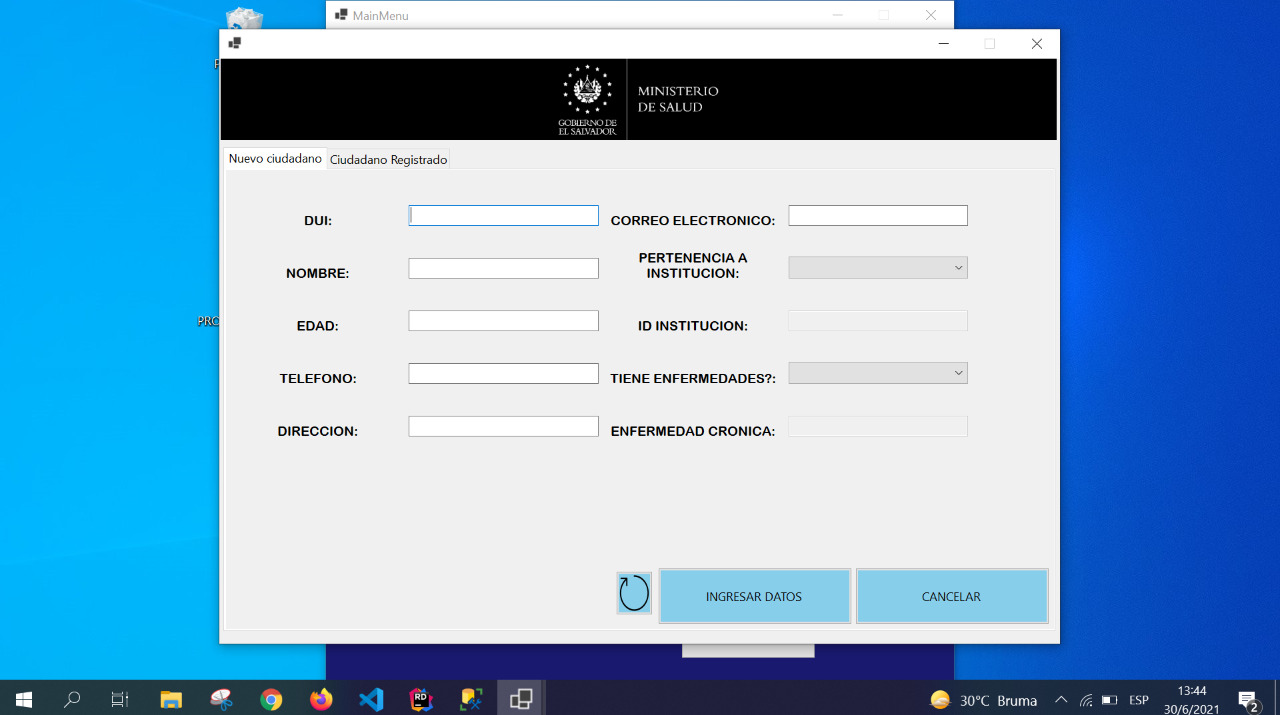 MainMenu
GOBIERNO DE
EL SALVADOR
MINISTERIO
DE SALUD
Nuevo ciudadano
Ciudadano Registrado
DUI:
CORREO ELECTRONICO:
NOMBRE:
PERTENENCIA A
INSTITUCION:
EDAD:
ID INSTITUCION:
TELEFONO:
TIENE ENFERMEDADES?:
DIRECCION:
ENFERMEDAD CRONICA:
INGRESAR DATOS
CANCELAR
PRO
RD
30°C Bruma
ESP
13:44
30/6/2021
2